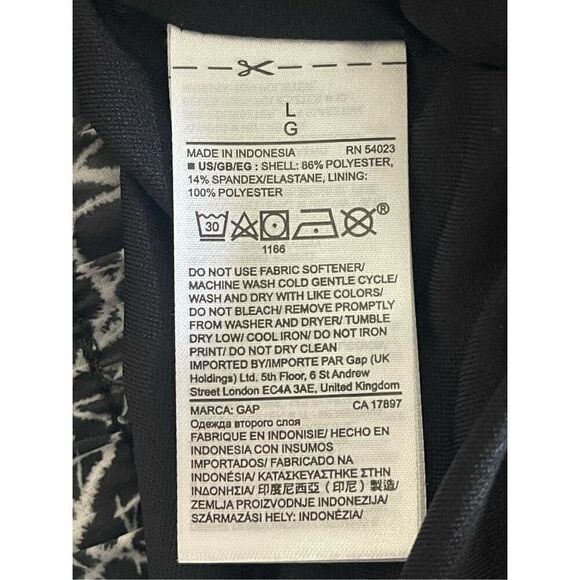 L
G
MADE IN INDONESIA RN 54023
■ US/GB/EG : SHELL: 86% POLYESTER,
14% SPANDEX/ELASTANE, LINING:
100% POLYESTER
30 ®
1166
DO NOT USE FABRIC SOFTENER/
MACHINE WASH COLD GENTLE CYCLE/
WASH AND DRY WITH LIKE COLORS/
DO NOT BLEACH/ REMOVE PROMPTLY
FROM WASHER AND DRYER/ TUMBLE
DRY LOW/ COOL IRON/ DO NOT IRON
PRINT/ DO NOT DRY CLEAN
IMPORTED BY/IMPORTE PAR Gap (UK
Holdings) Ltd. 5th Floor, 6 St Andrew
Street London EC4A 3AE, United Kingdom
MARCA: GAP CA 17897
Одежда второго слоя
FABRIQUE EN INDONISIE/ HECHO EN
INDONESIA CON INSUMOS
IMPORTADOS/ FABRICADO NA
INDONÉSIA/ ΚΑΤΑΣΚΕΥΑΣΤΗΚΕ ΣΤΗΝ
ΙΝΔΟΝΗΣΙΑ/ 印度尼西亞 (印尼) 製造/
ZEMLJA PROIZVODNJE INDONEZIJA/
SZÁRMAZÁSI HELY: INDONÉZIA/